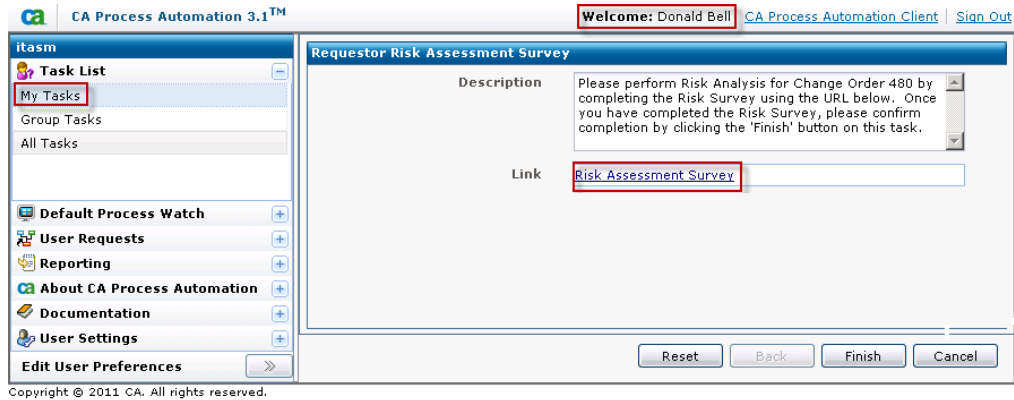 ca CA Process Automation 3.1TM Welcome: Donald Bell CA Process Automation Client Sign Out
itasm
Task List
My Tasks
Group Tasks
All Tasks
Default Process Watch
User Requests
Reporting
ca About CA Process Automation
Documentation
User Settings
Edit User Preferences
Requestor Risk Assessment Survey
Description
Please perform Risk Analysis for Change Order 480 by
completing the Risk Survey using the URL below. Once
you have completed the Risk Survey, please confirm
completion by clicking the 'Finish' button on this task.
Link Risk Assessment Survey
Reset Back Finish Cancel
Copyright © 2011 CA. All rights reserved.